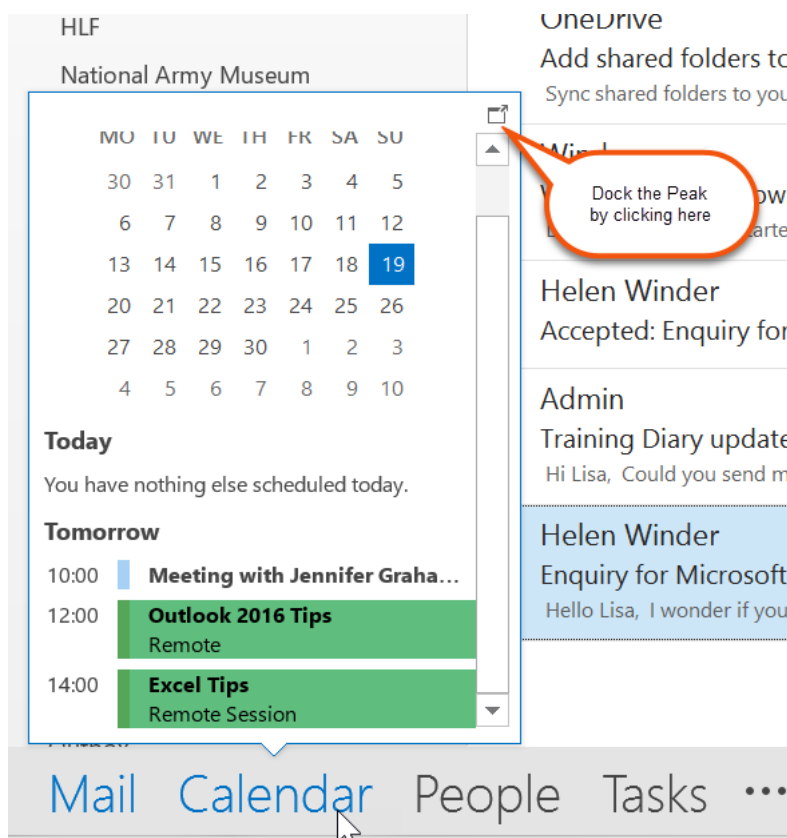 HLF
National Army Museum
OneDrive
Add shared folders to
Sync shared folders to you
MO TU WE TH FR SA SU
30 31 1 2 3 4 5
6 7 8 9 10 11 12
13 14 15 16 17 18 19
20 21 22 23 24 25 26
27 28 29 30 1 2 3
4 5 6 7 8 9 10
Dock the Peak
by clicking here
Today
You have nothing else scheduled today.
Tomorrow
10:00 Meeting with Jennifer Graha...
12:00 Outlook 2016 Tips
Remote
14:00 Excel Tips
Remote Session
Helen Winder
Accepted: Enquiry for
Admin
Training Diary update
Hi Lisa, Could you send m
Helen Winder
Enquiry for Microsoft
Hello Lisa, I wonder if you
Mail Calendar People Tasks ...